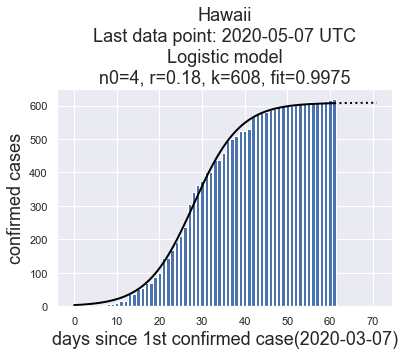 Hawaii
Last data point: 2020-05-07 UTC
Logistic model
n0=4, r=0.18, k=608, fit=0.9975
confirmed cases
600
500
400
300
200
100
0
0 10 20 30 40 50 60 70
days since 1st confirmed case(2020-03-07)